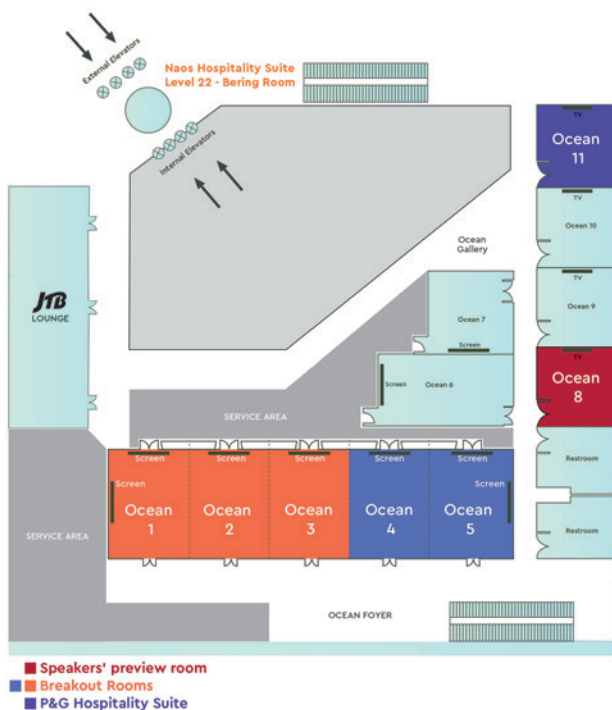 External Elevators
Naos Hospitality Suite
Level 22 - Bering Room
Internal Elevators
TV
Ocean
11
TV
Ocean 10
Ocean
Gallery
TV
Ocean 9
JTB
LOUNGE
Ocean 7
Screen
TV
Ocean
8
Screen
Ocean 6
SERVICE AREA
Restroom
Screen
Screen
Screen
Screen
Screen
Screen
Screen
Ocean
1
Ocean
2
Ocean
3
Ocean
4
Ocean
5
SERVICE AREA
Restroom
OCEAN FOYER
Speakers' preview room
Breakout Rooms
P&G Hospitality Suite